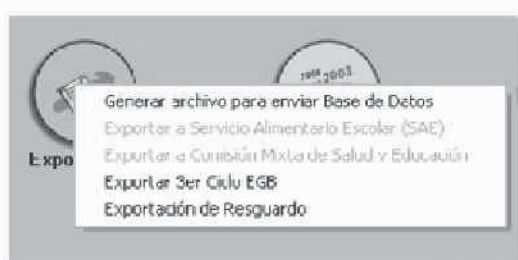 Generar archivo para enviar Base de Datos
Exportar a Servicio Alimentario Escolar (SAE)
Exportar a Comisión Mixta de Salud y Educación
Expo
Exportar 3er Ciclo EGB
Exportación de Resguardo